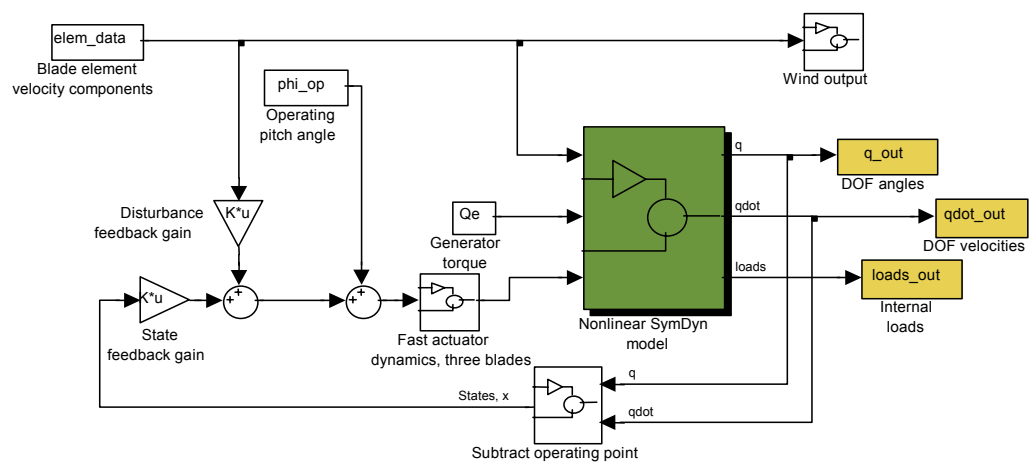 elem_data
Blade element
velocity components
Wind output
phi_op
Operating
pitch angle
q
q_out
DOF angles
Disturbance
feedback gain
K*u
Qe
Generator
torque
qdot
qdot_out
DOF velocities
loads
loads_out
Internal
loads
K*u
State
feedback gain
+
+
+
+
Fast actuator
dynamics, three blades
Nonlinear SymDyn
model
q
States, x
qdot
Subtract operating point